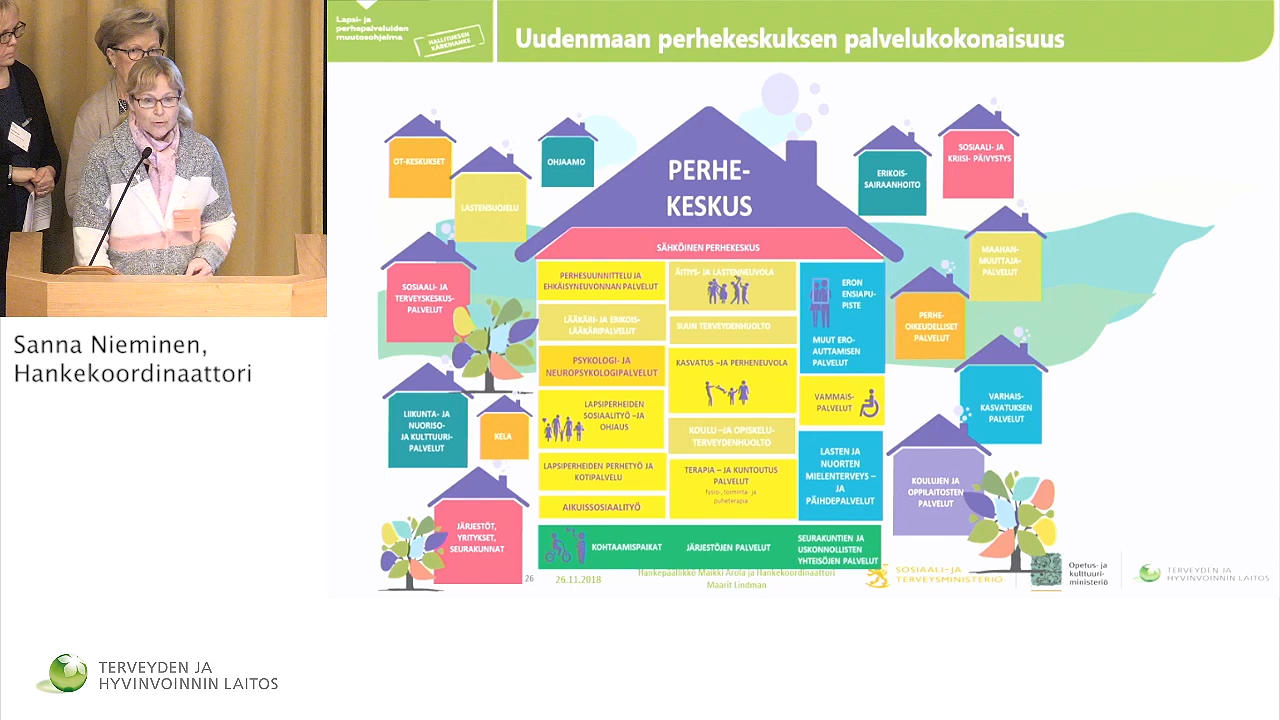 Lapsi- ja
perhepalveluiden
muutosohjelma
HALLITUKSEN
KÄRKIHANKE
Uudenmaan perhekeskuksen palvelukokonaisuus
OT-KESKUKSET
LASTENSUOJELU
OHJAAMO
PERHE-
KESKUS
ERIKOIS-
SAIRAANHOITO
SOSIAALI- JA
KRIISI- PÄIVYSTYS
SOSIAALI- JA
TERVEYSKESKUS-
PALVELUT
SÄHKÖINEN PERHEKESKUS
PERHESUUNNITTELU JA
EHKÄISYNEUVONNAN PALVELUT
LÄÄKÄRI- JA ERIKOIS-
LÄÄKÄRIPALVELUT
PSYKOLOGI- JA
NEUROPSYKOLOGIPALVELUT
LAPSIPERHEIDEN
SOSIAALITYÖ –JA
OHJAUS
LAPSIPERHEIDEN PERHETYÖ JA
KOTIPALVELU
AIKUISSOSIAALITYÖ
ÄITIYS- JA LASTENNEUVOLA
SUUN TERVEYDENHUOLTO
KASVATUS –JA PERHENEUVOLA
KOULU –JA OPISKELU-
TERVEYDENHUOLTO
TERAPIA – JA KUNTOUTUS
PALVELUT
fysio-, toiminta- ja
puheterapia
ERON
ENSIAPU-
PISTE
MUUT ERO-
AUTTAMISEN
PALVELUT
VAMMAIS-
PALVELUT
LASTEN JA
NUORTEN
MIELENTERVEYS –
JA
PÄIHDEPALVELUT
KOHTAAMISPAIKAT
JÄRJESTÖJEN PALVELUT
SEURAKUNTIEN JA
USKONNOLLISTEN
YHTEISÖJEN PALVELUT
MAAHAN-
MUUTTAJA-
PALVELUT
PERHE-
OIKEUDELLISET
PALVELUT
VARHAIS-
KASVATUKSEN
PALVELUT
KOULUJEN JA
OPPILAITOSTEN
PALVELUT
LIIKUNTA- JA
NUORISO-
JA KULTTUURI-
PALVELUT
KELA
JÄRJESTÖT,
YRITYKSET,
SEURAKUNNAT
26
26.11.2018
Hankepäällikkö Maikki Arola ja Hankekoordinaattori
Maarit Lindman
SOSIAALI- JA
TERVEYSMINISTERIÖ
Opetus- ja
kulttuuri-
ministeriö
TERVEYDEN JA
HYVINVOINNIN LAITOS
Sanna Nieminen,
Hankekoordinaattori
TERVEYDEN JA
HYVINVOINNIN LAITOS